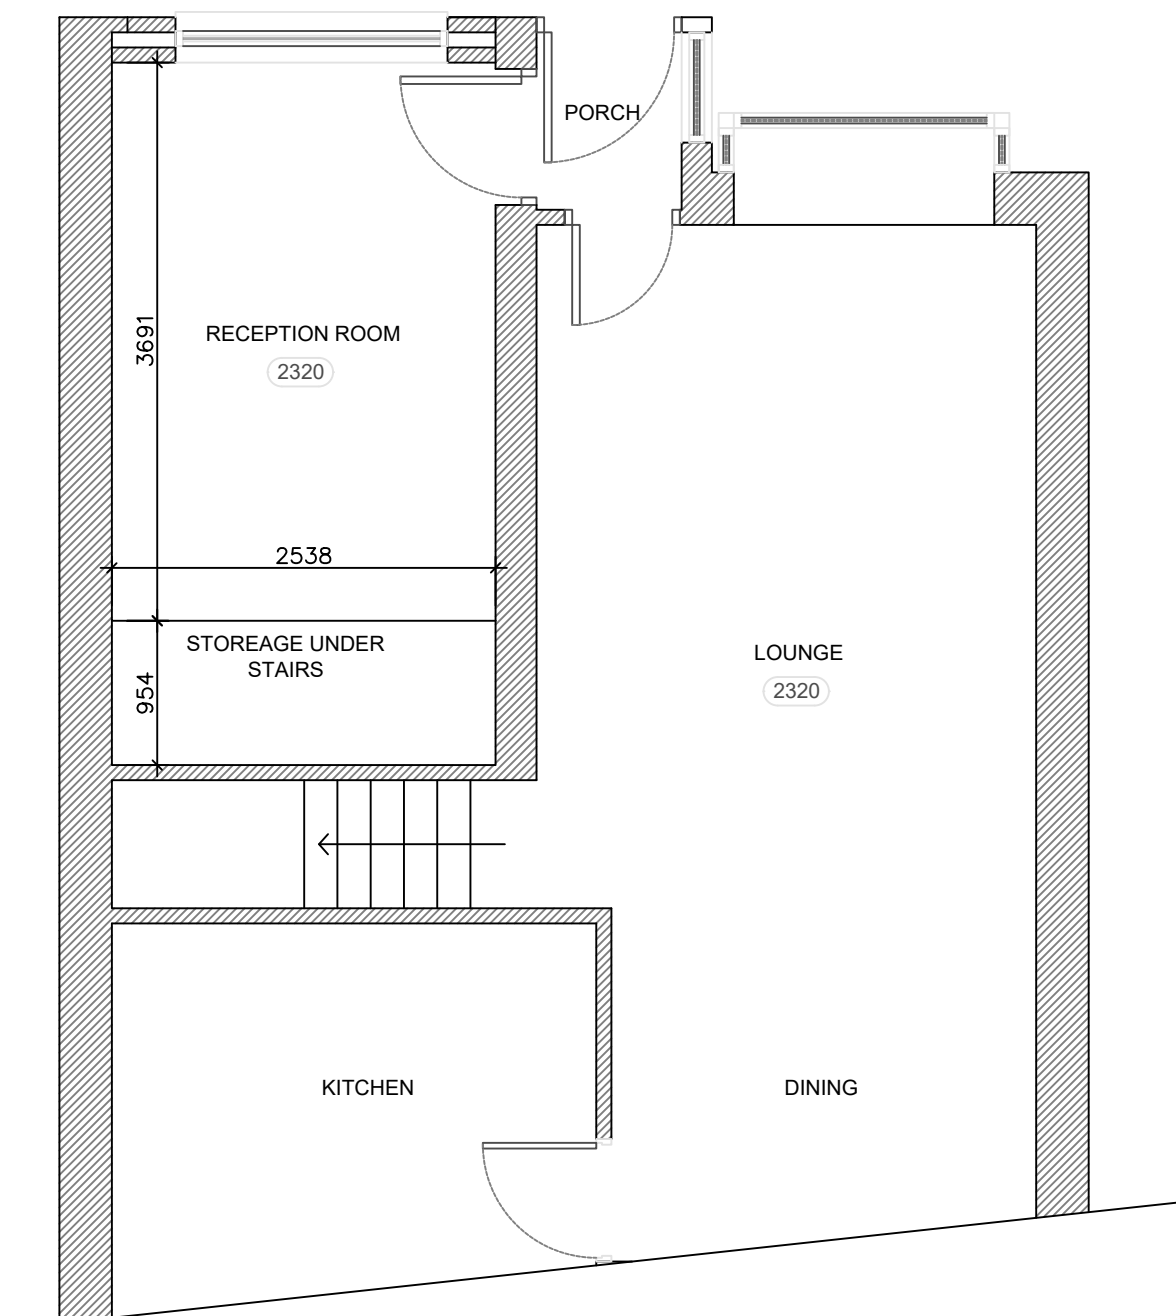 PORCH
3691
RECEPTION ROOM
2320
2538
STOREAGE UNDER
STAIRS
954
LOUNGE
2320
KITCHEN
DINING